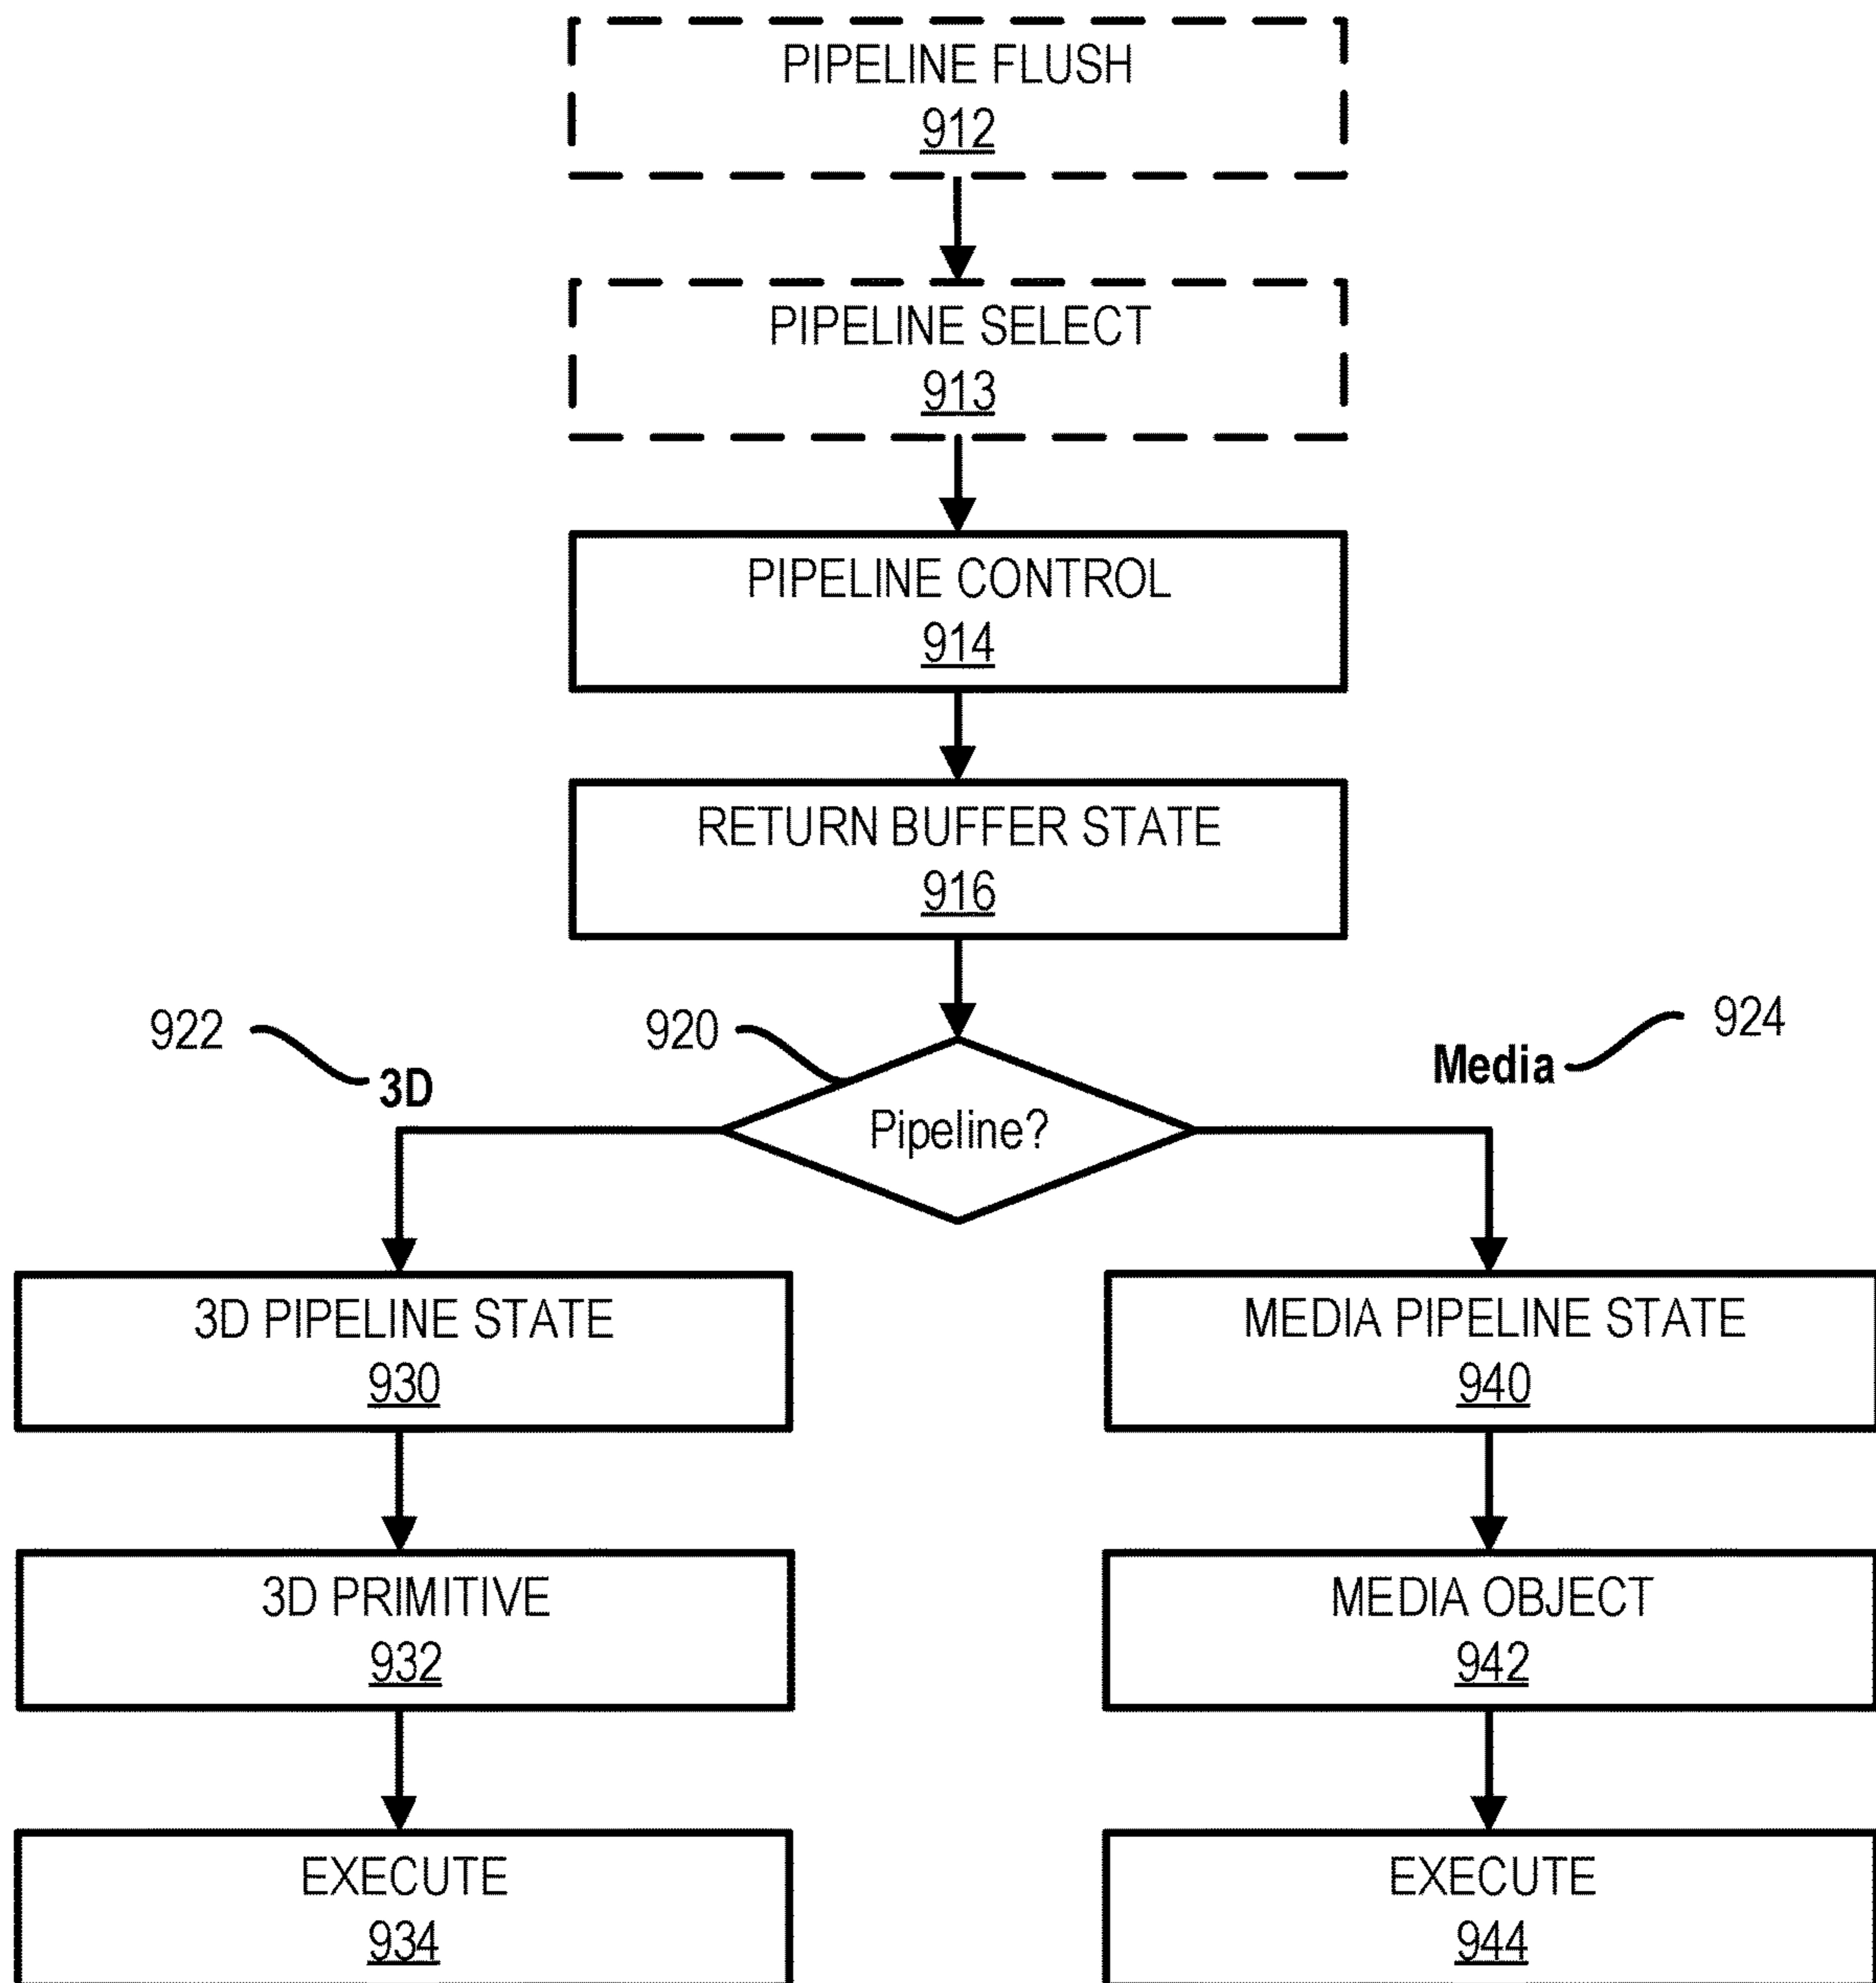 PIPELINE FLUSH
912
PIPELINE SELECT
913
PIPELINE CONTROL
914
RETURN BUFFER STATE
916
922
920
924
3D
Media
Pipeline?
3D PIPELINE STATE
930
MEDIA PIPELINE STATE
940
3D PRIMITIVE
932
MEDIA OBJECT
942
EXECUTE
934
EXECUTE
944